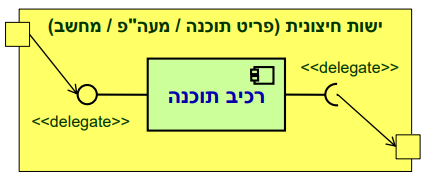 ישות חיצונית (פריט תוכנה / מעה"פ / מחשב)
<<delegate>>
רכיב תוכנה
<<delegate>>